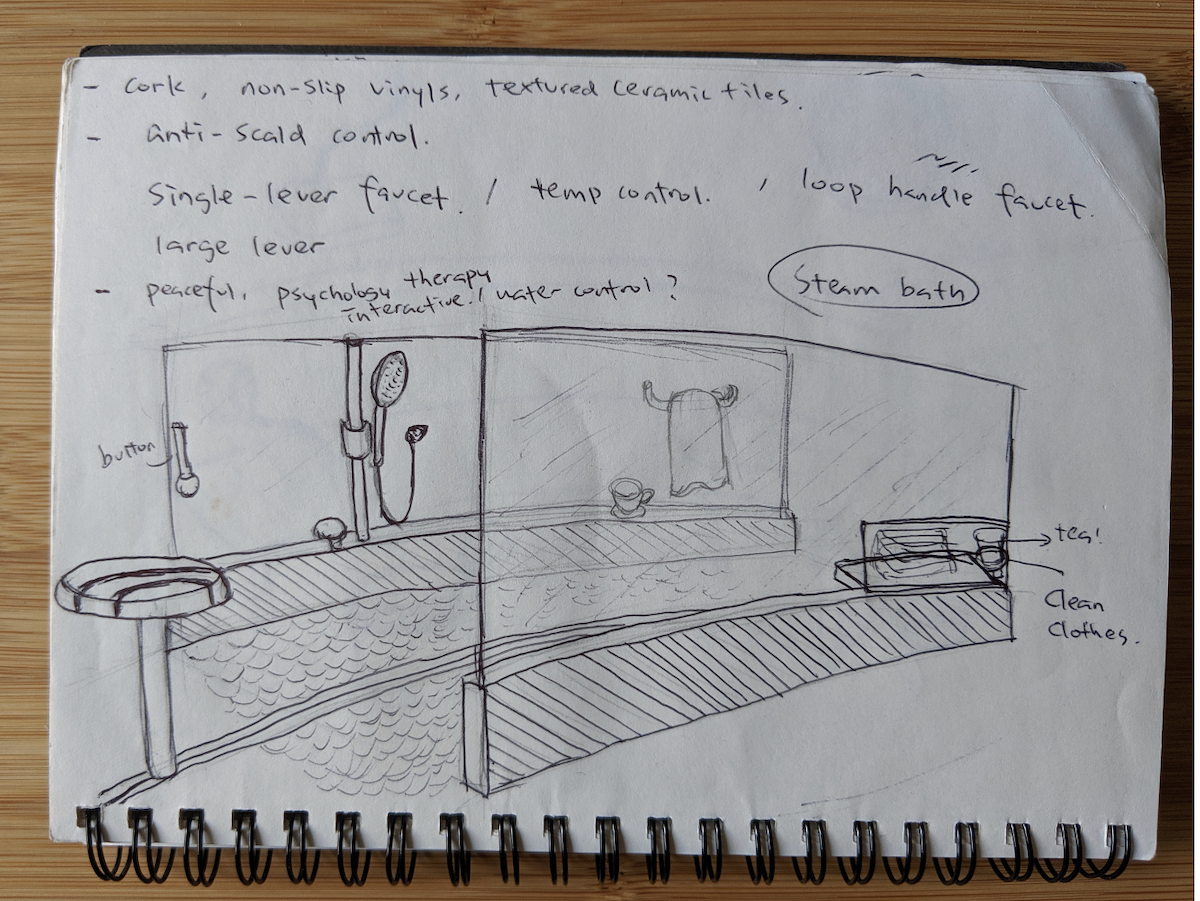 - cork, non-slip vinyls, textured ceramic tiles.
- anti-scald control.
single-lever faucet. / temp control. , loop handle faucet.
large lever
- peaceful, psychology therapy
interactive / water control?
Steam bath
button
tea!
Clean
Clothes.